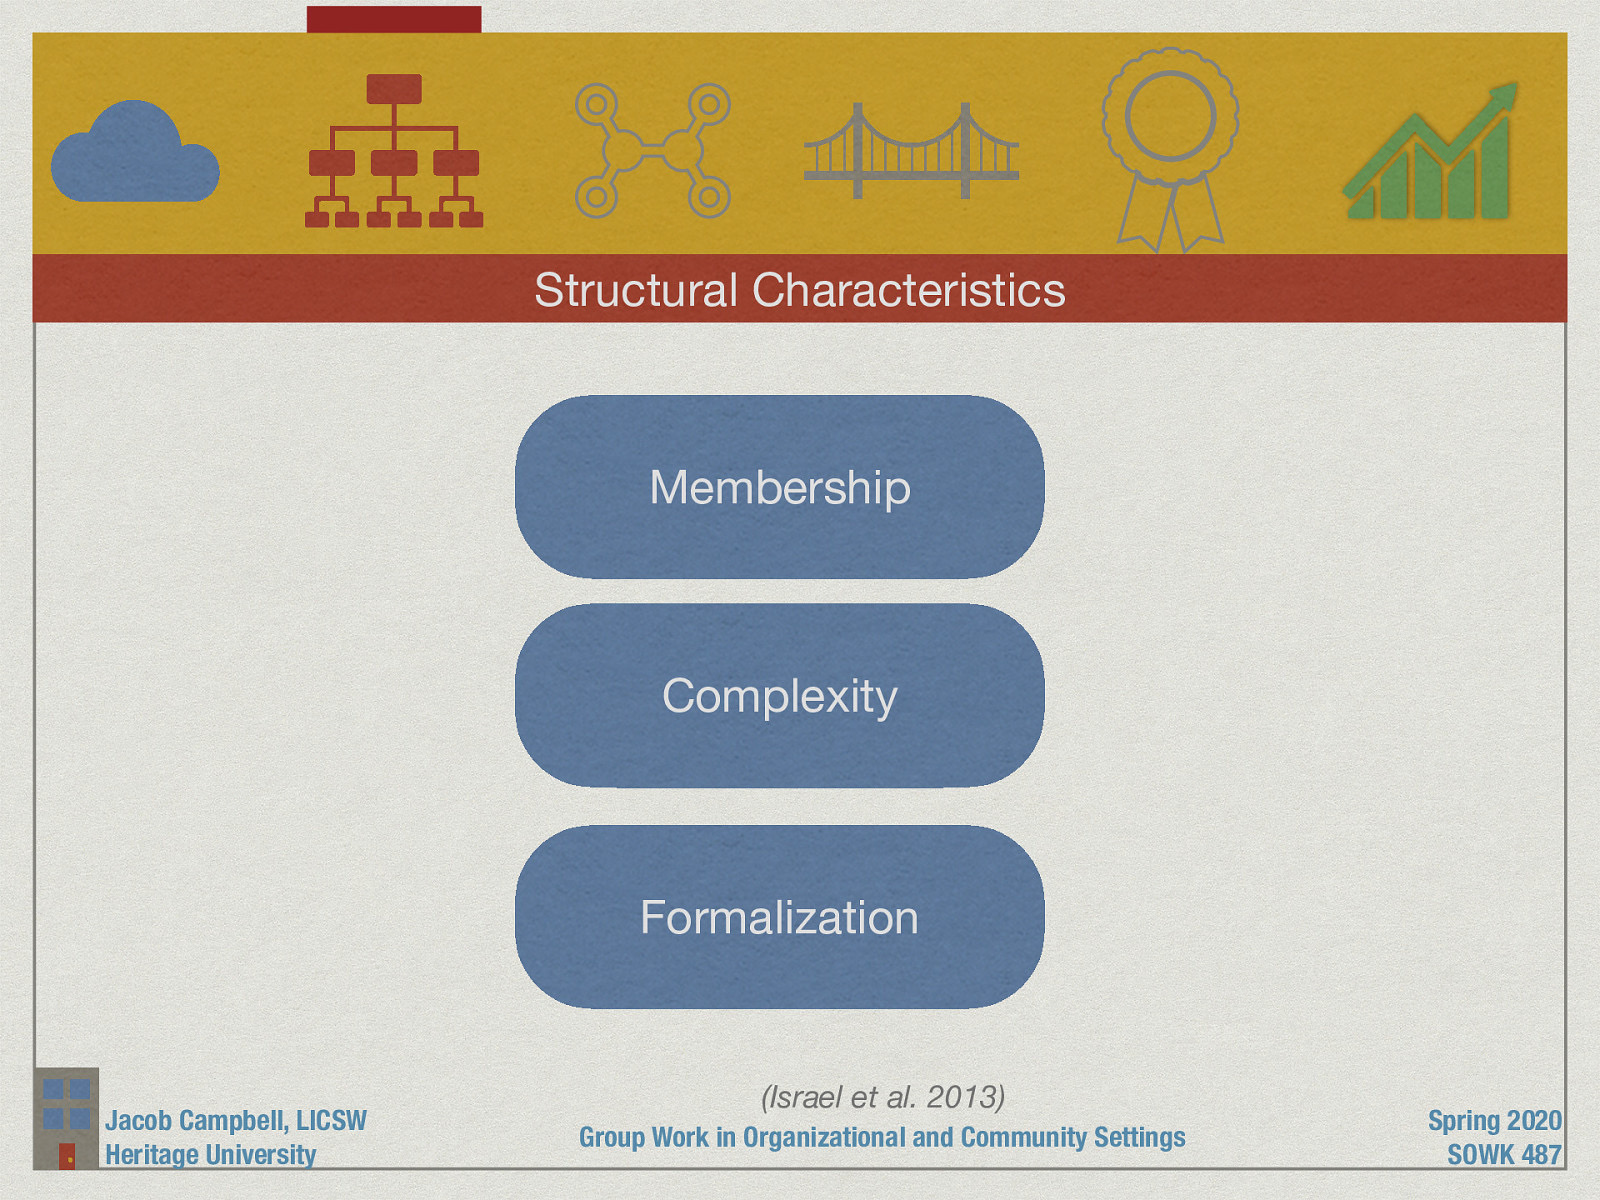 Structural Characteristics
Membership
Complexity
Formalization
(Israel et al. 2013)
Jacob Campbell, LICSW
Heritage University
Group Work in Organizational and Community Settings
Spring 2020
SOWK 487